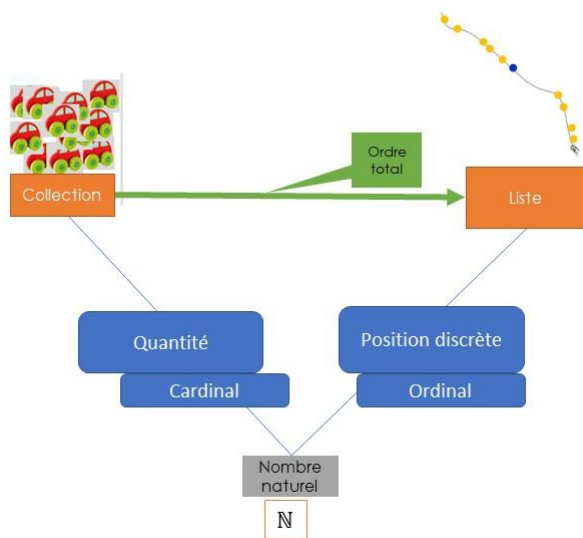 Ordre
total
Collection
Liste
Quantité
Position discrète
Cardinal
Ordinal
Nombre
naturel
ℕ